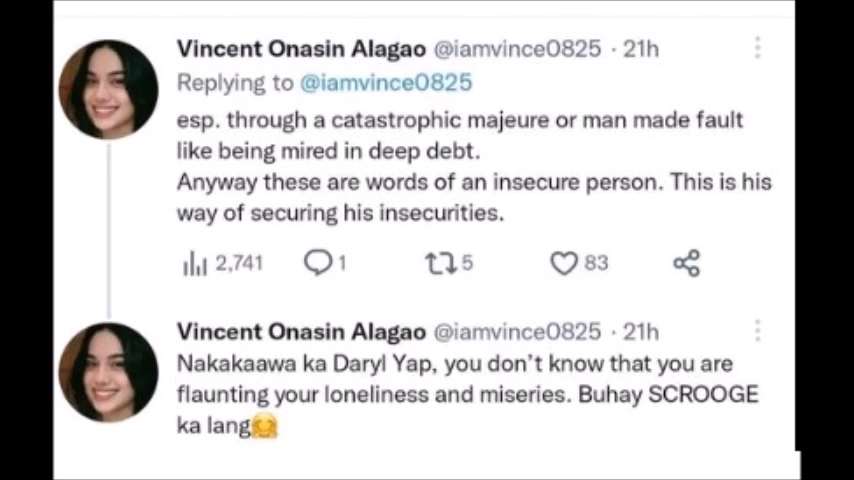 Vincent Onasin Alagao @iamvince0825 · 21h
Replying to @iamvince0825
esp. through a catastrophic majeure or man made fault
like being mired in deep debt.
Anyway these are words of an insecure person. This is his
way of securing his insecurities.
2,741 1 5 83
Vincent Onasin Alagao @iamvince0825 · 21h
Nakakaawa ka Daryl Yap, you don't know that you are
flaunting your loneliness and miseries. Buhay SCROOGE
ka lang🤗